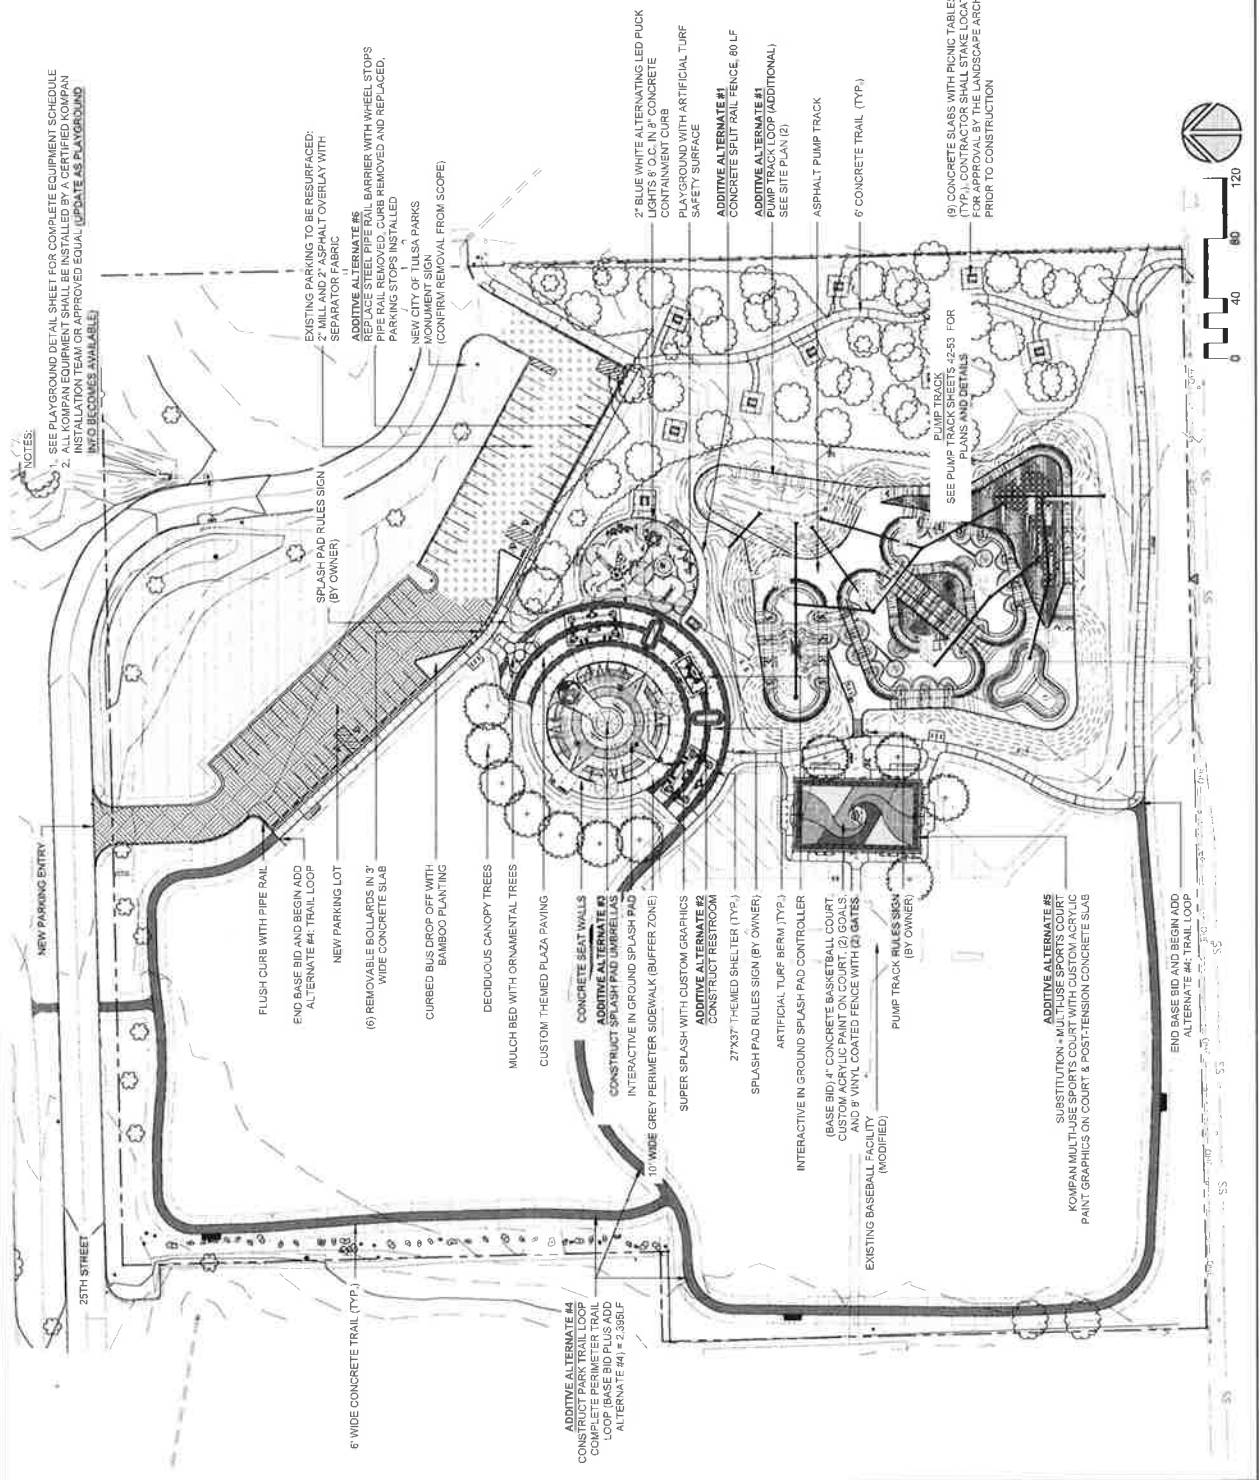 NOTES:
1. SEE PLAYGROUND DETAIL SHEET FOR COMPLETE EQUIPMENT SCHEDULE
2. ALL KOMPAN EQUIPMENT SHALL BE INSTALLED BY A CERTIFIED KOMPAN
INSTALLATION TEAM OR APPROVED EQUAL (UPDATE AS PLAYGROUND
INFO BECOMES AVAILABLE)
EXISTING PARKING TO BE RESURFACED:
2" MILL AND 2" ASPHALT OVERLAY WITH
SEPARATOR FABRIC
ADDITIVE ALTERNATE #6
REPLACE STEEL PIPE RAIL BARRIER WITH WHEEL STOPS
PIPE RAIL REMOVED, CURB REMOVED AND REPLACED,
PARKING STOPS INSTALLED
NEW CITY OF TULSA PARKS
MONUMENT SIGN
(CONFIRM REMOVAL FROM SCOPE)
2" BLUE WHITE ALTERNATING LED PUCK
LIGHTS 6' O.C. IN 8" CONCRETE
CONTAINMENT CURB
PLAYGROUND WITH ARTIFICIAL TURF
SAFETY SURFACE
ADDITIVE ALTERNATE #1
CONCRETE SPLIT RAIL FENCE, 80 LF
ADDITIVE ALTERNATE #1
PUMP TRACK LOOP (ADDITIONAL)
SEE SITE PLAN (2)
ASPHALT PUMP TRACK
6' CONCRETE TRAIL (TYP.)
(9) CONCRETE SLABS WITH PICNIC TABLES
(TYP.), CONTRACTOR SHALL STAKE
FOR APPROVAL BY THE LANDSCAPE
PRIOR TO CONSTRUCTION
SPLASH PAD RULES SIGN
(BY OWNER)
PUMP TRACK
SEE PUMP TRACK SHEETS 42-53 FOR
PLANS AND DETAILS
0 40 80 120
NEW PARKING ENTRY
FLUSH CURB WITH PIPE RAIL
END BASE BID AND BEGIN ADD
ALTERNATE #4: TRAIL LOOP
NEW PARKING LOT
(6) REMOVABLE BOLLARDS IN 3'
WIDE CONCRETE SLAB
CURBED BUS DROP OFF WITH
BAMBOO PLANTING
DECIDUOUS CANOPY TREES
MULCH BED WITH ORNAMENTAL TREES
CUSTOM THEMED PLAZA PAVING
CONCRETE SEAT WALLS
ADDITIVE ALTERNATE #3
CONSTRUCT SPLASH PAD UMBRELLAS
INTERACTIVE IN GROUND SPLASH PAD
10' WIDE GREY PERIMETER SIDEWALK (BUFFER ZONE)
SUPER SPLASH WITH CUSTOM GRAPHICS
ADDITIVE ALTERNATE #2
CONSTRUCT RESTROOM
27'X37' THEMED SHELTER (TYP.)
SPLASH PAD RULES SIGN (BY OWNER)
ARTIFICIAL TURF BERM (TYP.)
INTERACTIVE IN GROUND SPLASH PAD CONTROLLER
(BASE BID) 4" CONCRETE BASKETBALL COURT,
CUSTOM ACRYLIC PAINT ON COURT, (2) GOALS,
AND 8' VINYL COATED FENCE WITH (2) GATES
EXISTING BASEBALL FACILITY
(MODIFIED)
PUMP TRACK RULES SIGN
(BY OWNER)
ADDITIVE ALTERNATE #5
SUBSTITUTION - MULTI-USE SPORTS COURT
KOMPAN MULTI-USE SPORTS COURT WITH CUSTOM ACRYLIC
PAINT GRAPHICS ON COURT & POST-TENSION CONCRETE SLAB
END BASE BID AND BEGIN ADD
ALTERNATE #4: TRAIL LOOP
25TH STREET
6' WIDE CONCRETE TRAIL (TYP.)
ADDITIVE ALTERNATE #4
CONSTRUCT PARK TRAIL LOOP
COMPLETE PERIMETER TRAIL
LOOP (BASE BID PLUS ADD
ALTERNATE #4) = 2,395LF
SS
SS
SS
SS
SS